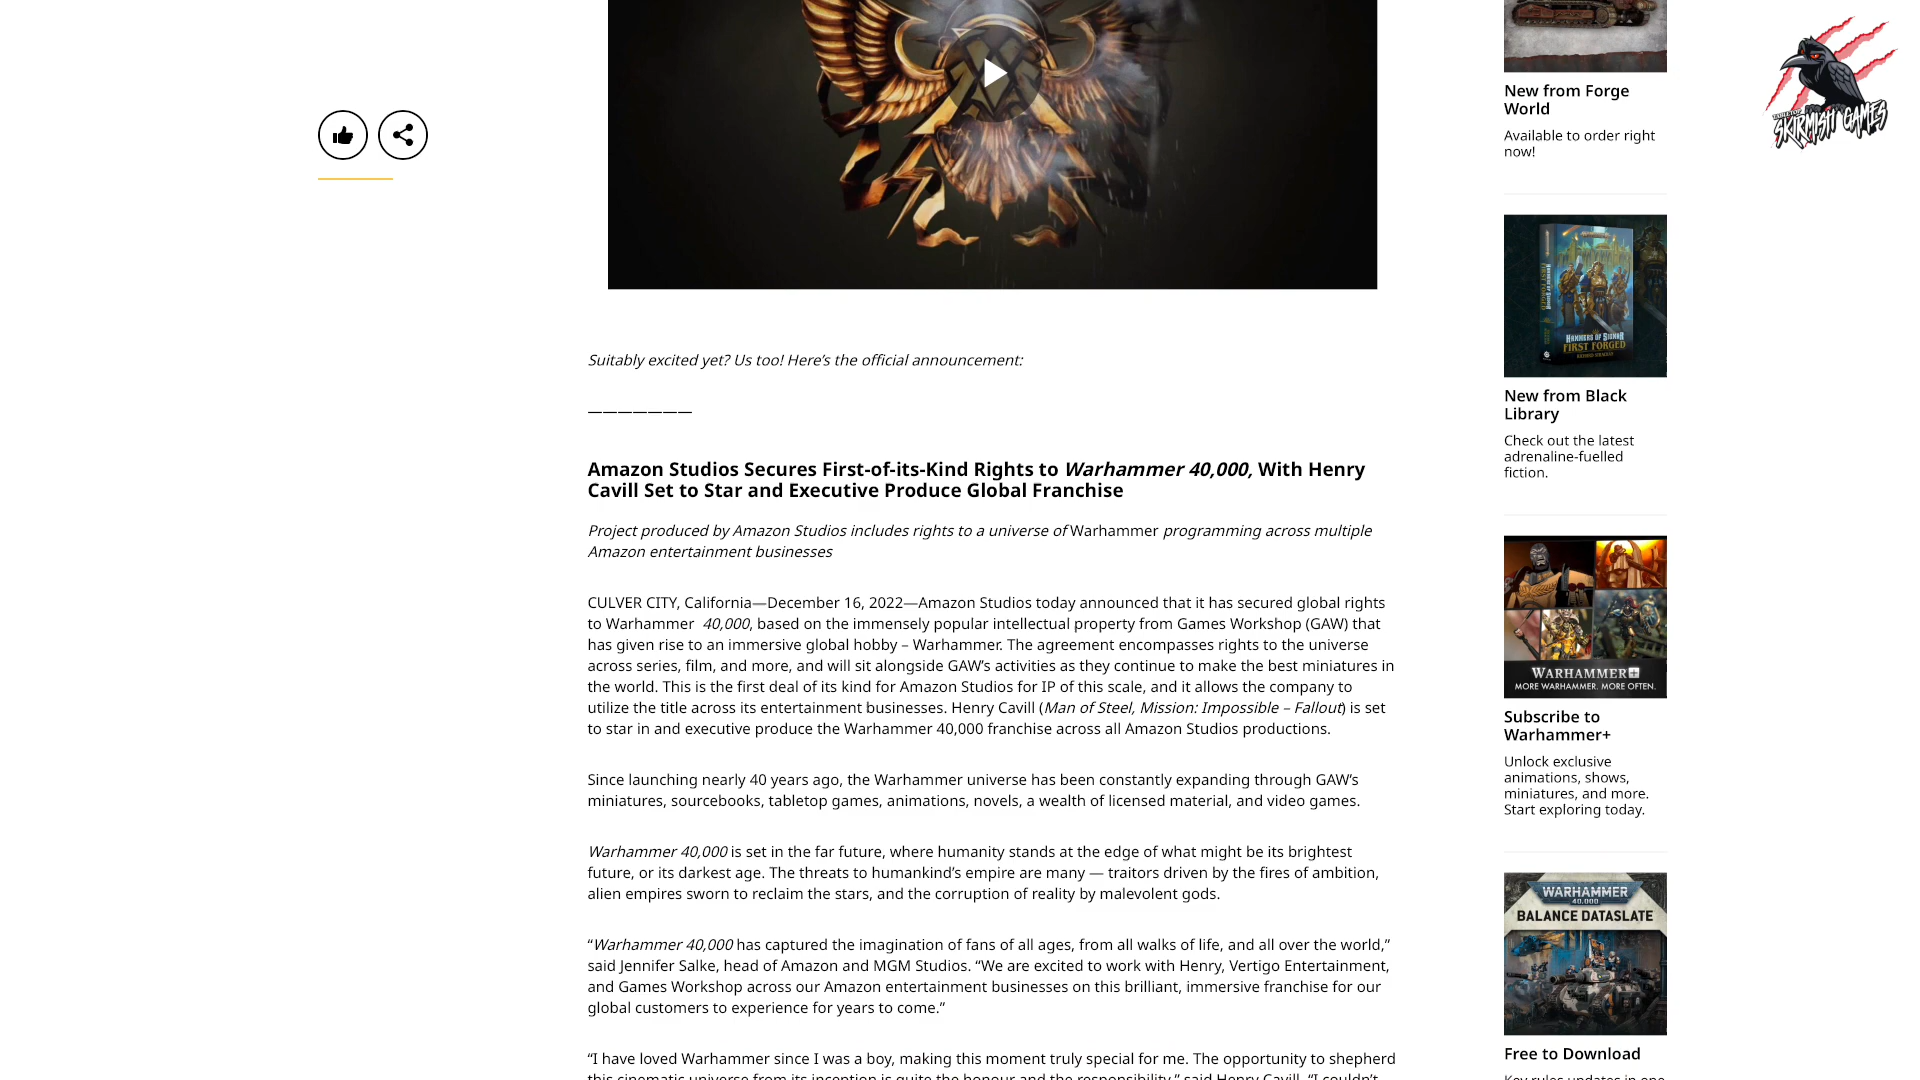 Suitably excited yet? Us too! Here’s the official announcement:
———————
Amazon Studios Secures First-of-its-Kind Rights to Warhammer 40,000, With Henry
Cavill Set to Star and Executive Produce Global Franchise
Project produced by Amazon Studios includes rights to a universe of Warhammer programming across multiple
Amazon entertainment businesses
CULVER CITY, California—December 16, 2022—Amazon Studios today announced that it has secured global rights
to Warhammer 40,000, based on the immensely popular intellectual property from Games Workshop (GAW) that
has given rise to an immersive global hobby – Warhammer. The agreement encompasses rights to the universe
across series, film, and more, and will sit alongside GAW’s activities as they continue to make the best miniatures in
the world. This is the first deal of its kind for Amazon Studios for IP of this scale, and it allows the company to
utilize the title across its entertainment businesses. Henry Cavill (Man of Steel, Mission: Impossible – Fallout) is set
to star in and executive produce the Warhammer 40,000 franchise across all Amazon Studios productions.
Since launching nearly 40 years ago, the Warhammer universe has been constantly expanding through GAW’s
miniatures, sourcebooks, tabletop games, animations, novels, a wealth of licensed material, and video games.
Warhammer 40,000 is set in the far future, where humanity stands at the edge of what might be its brightest
future, or its darkest age. The threats to humankind’s empire are many — traitors driven by the fires of ambition,
alien empires sworn to reclaim the stars, and the corruption of reality by malevolent gods.
“Warhammer 40,000 has captured the imagination of fans of all ages, from all walks of life, and all over the world,”
said Jennifer Salke, head of Amazon and MGM Studios. “We are excited to work with Henry, Vertigo Entertainment,
and Games Workshop across our Amazon entertainment businesses on this brilliant, immersive franchise for our
global customers to experience for years to come.”
“I have loved Warhammer since I was a boy, making this moment truly special for me. The opportunity to shepherd
this cinematic universe from its inception is quite the honour and the responsibility,” said Henry Cavill. “I couldn’t
New from Forge
World
Available to order right
now!
HAMMERS OF SIGMAR
FIRST FORGED
New from Black
Library
Check out the latest
adrenaline-fuelled
fiction.
WARHAMMER+
MORE WARHAMMER. MORE OFTEN.
Subscribe to
Warhammer+
Unlock exclusive
animations, shows,
miniatures, and more.
Start exploring today.
WARHAMMER
40,000
BALANCE DATASLATE
Free to Download
Key rules updates in one
SKIRMISH GAMES